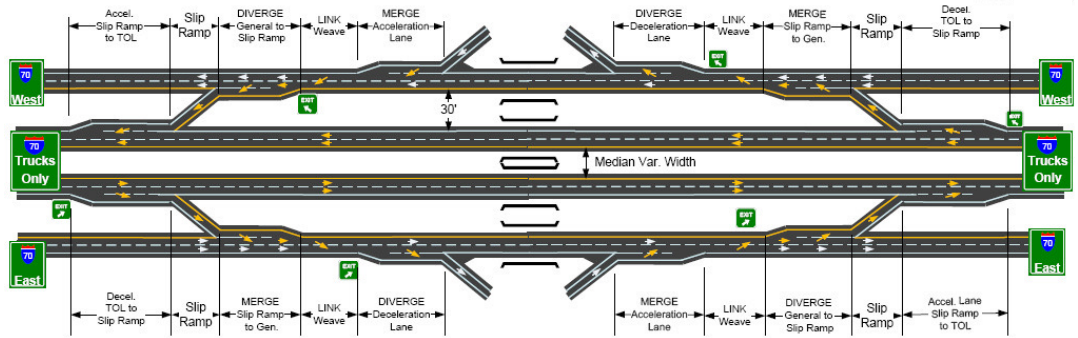 Accel.
Slip Ramp
to TOL
Slip
Ramp
DIVERGE
General to
Slip Ramp
LINK
Weave
MERGE
Acceleration
Lane
DIVERGE
Deceleration
Lane
LINK
Weave
MERGE
Slip Ramp
to Gen.
Slip
Ramp
Decel.
TOL to
Slip Ramp
70
West
EXIT
EXIT
70
West
EXIT
30'
70
Trucks
Only
Median Var. Width
70
Trucks
Only
EXIT
EXIT
70
East
EXIT
70
East
Decel.
TOL to
Slip Ramp
Slip
Ramp
MERGE
Slip Ramp
to Gen.
LINK
Weave
DIVERGE
Deceleration
Lane
MERGE
Acceleration
Lane
LINK
Weave
DIVERGE
General to
Slip Ramp
Slip
Ramp
Accel. Lane
Slip Ramp
to TOL